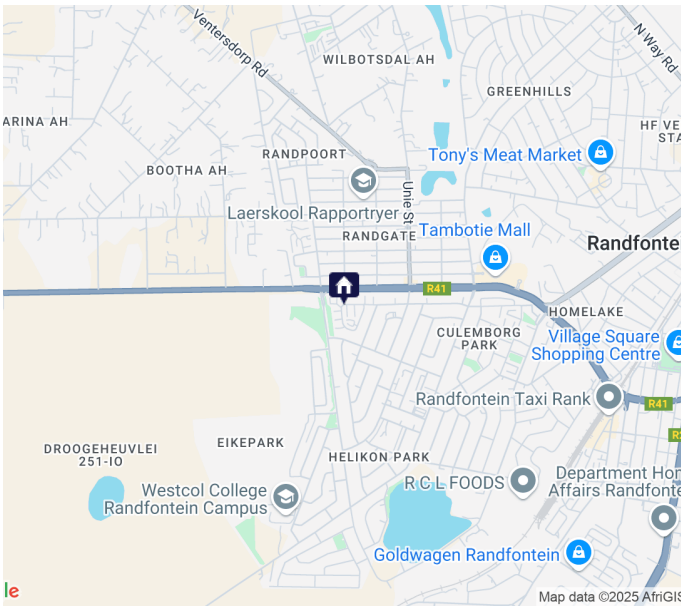 Ventersdorp Rd
WILBOTSDAL AH
N Way Rd
GREENHILLS
ARINA AH
HF VE
STA
RANDPOORT
Tony's Meat Market
BOOTHA AH
Unie St
Laerskool Rapportryer
Tambotie Mall
RANDGATE
Randfontei
R41
HOMELAKE
CULEMBORG
PARK
Village Square
Shopping Centre
Randfontein Taxi Rank
R41
R
EIKEPARK
DROOGEHEUVLEI
251-IO
HELIKON PARK
R C L FOODS
Department Hom
Affairs Randfonte
Westcol College
Randfontein Campus
Goldwagen Randfontein
le
Map data ©2025 AfriGIS